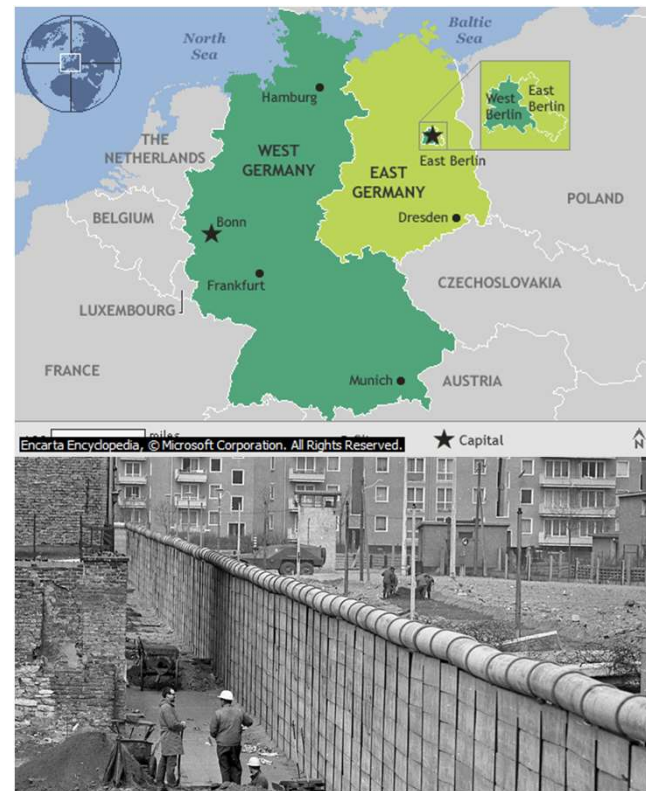 North
Sea
Baltic
Sea
Hamburg
West
Berlin
East
Berlin
THE
NETHERLANDS
WEST
GERMANY
East Berlin
EAST
GERMANY
POLAND
BELGIUM
Bonn
Dresden
Frankfurt
CZECHOSLOVAKIA
LUXEMBOURG
FRANCE
Munich
AUSTRIA
miles
Encarta Encyclopedia, © Microsoft Corporation. All Rights Reserved.
Capital
N